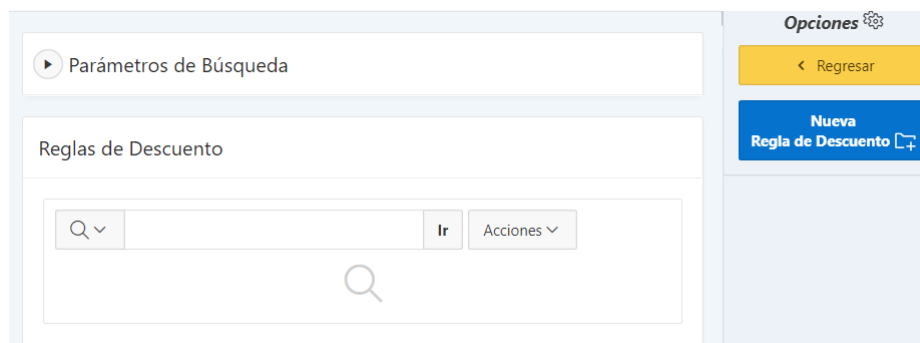 Opciones
Parámetros de Búsqueda
Regresar
Nueva
Regla de Descuento
Reglas de Descuento
Ir
Acciones